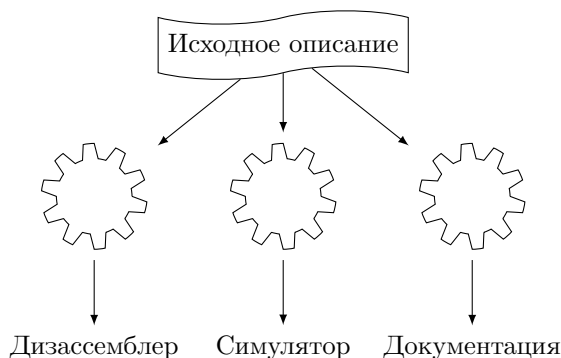 Исходное описание
Дизассемблер Симулятор Документация